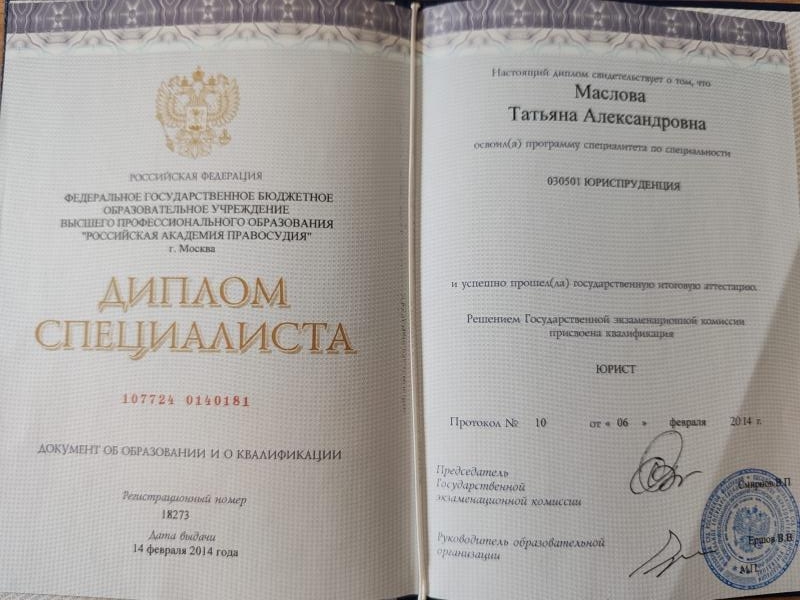 РОССИЙСКАЯ ФЕДЕРАЦИЯ
ФЕДЕРАЛЬНОЕ ГОСУДАРСТВЕННОЕ БЮДЖЕТНОЕ
ОБРАЗОВАТЕЛЬНОЕ УЧРЕЖДЕНИЕ
ВЫСШЕГО ПРОФЕССИОНАЛЬНОГО ОБРАЗОВАНИЯ
"РОССИЙСКАЯ АКАДЕМИЯ ПРАВОСУДИЯ"
г. Москва
ДИПЛОМ
СПЕЦИАЛИСТА
107724 0140181
ДОКУМЕНТ ОБ ОБРАЗОВАНИИ И О КВАЛИФИКАЦИИ
Регистрационный номер
18273
Дата выдачи
14 февраля 2014 года
Настоящий диплом свидетельствует о том, что
Маслова
Татьяна Александровна
освоил(а) программу специалитета по специальности
030501 ЮРИСПРУДЕНЦИЯ
и успешно прошел(ла) государственную итоговую аттестацию.
Решением Государственной экзаменационной комиссии
присвоена квалификация
ЮРИСТ
Протокол № 10 от « 06 » февраля 2014 г.
Председатель
Государственной
экзаменационной комиссии
Смирнов В.П
Руководитель образовательной
организации
Ершов В.В.
М.П.